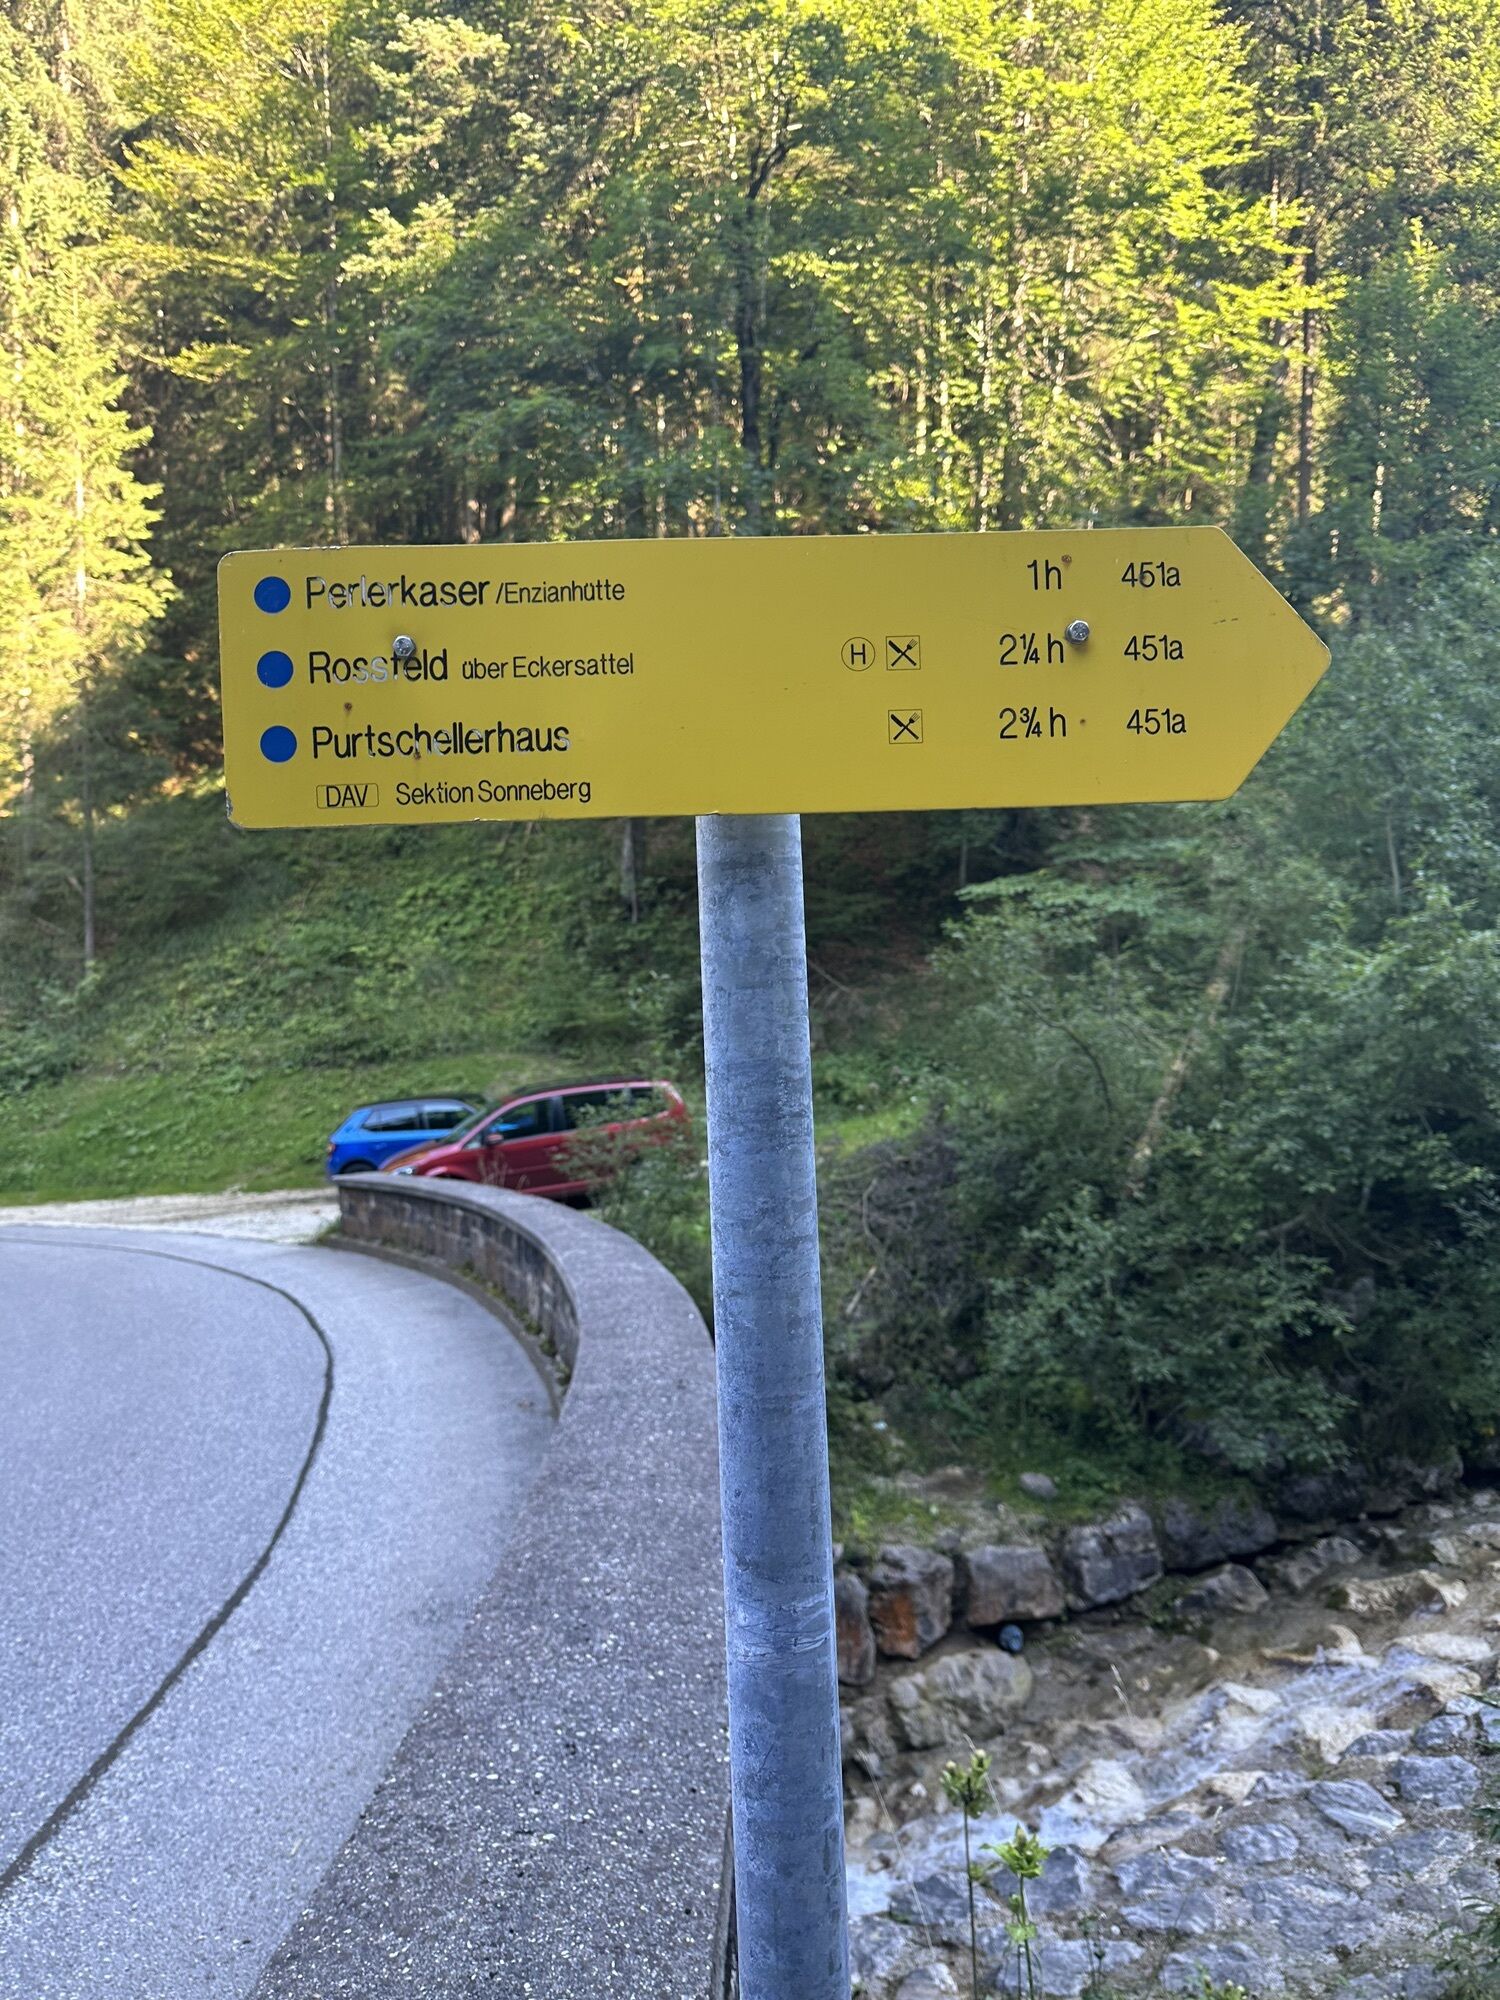 Perlerkaser /Enzianhütte 1h 451a
Rossfeld über Eckersattel H 2¼ h 451a
Purtschellerhaus 2¾ h 451a
DAV Sektion Sonneberg